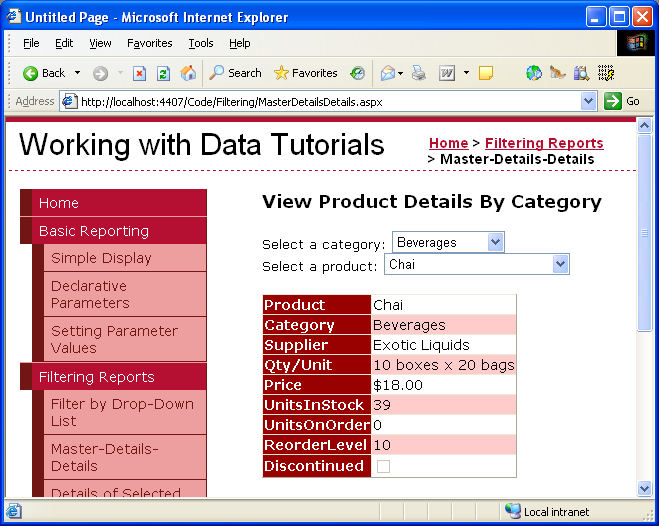 Untitled Page - Microsoft Internet Explorer
File Edit View Favorites Tools Help
Back Search Favorites
Address http://localhost:4407/Code/Filtering/MasterDetailsDetails.aspx Go
Working with Data Tutorials
Home > Filtering Reports
> Master-Details-Details
Home
Basic Reporting
Simple Display
Declarative
Parameters
Setting Parameter
Values
Filtering Reports
Filter by Drop-Down
List
Master-Details-
Details
Details of Selected
View Product Details By Category
Select a category: Beverages
Select a product: Chai
Product Chai
Category Beverages
Supplier Exotic Liquids
Qty/Unit 10 boxes x 20 bags
Price $18.00
UnitsInStock 39
UnitsOnOrder 0
ReorderLevel 10
Discontinued
Local intranet